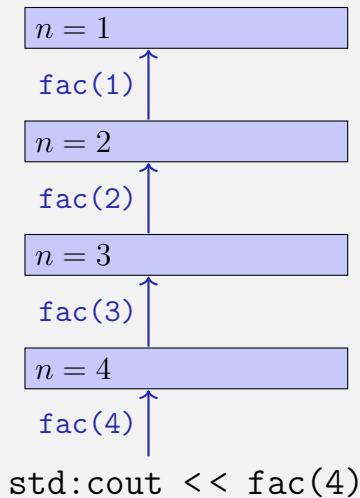 n = 1
fac(1)
n = 2
fac(2)
n = 3
fac(3)
n = 4
fac(4)
std:cout << fac(4)